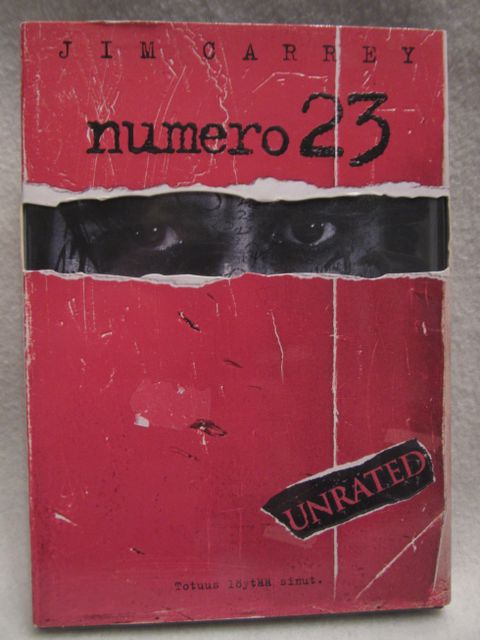 JIM CARREY
numero 23
UNRATED
Totuus löytää sinut.